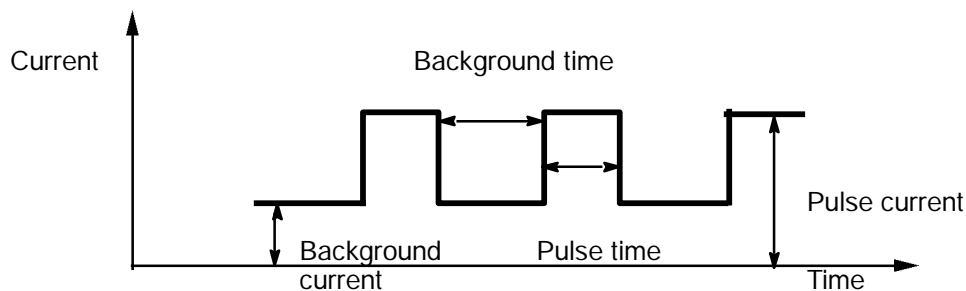 Current
Background time
Pulse current
Background
current
Pulse time
Time